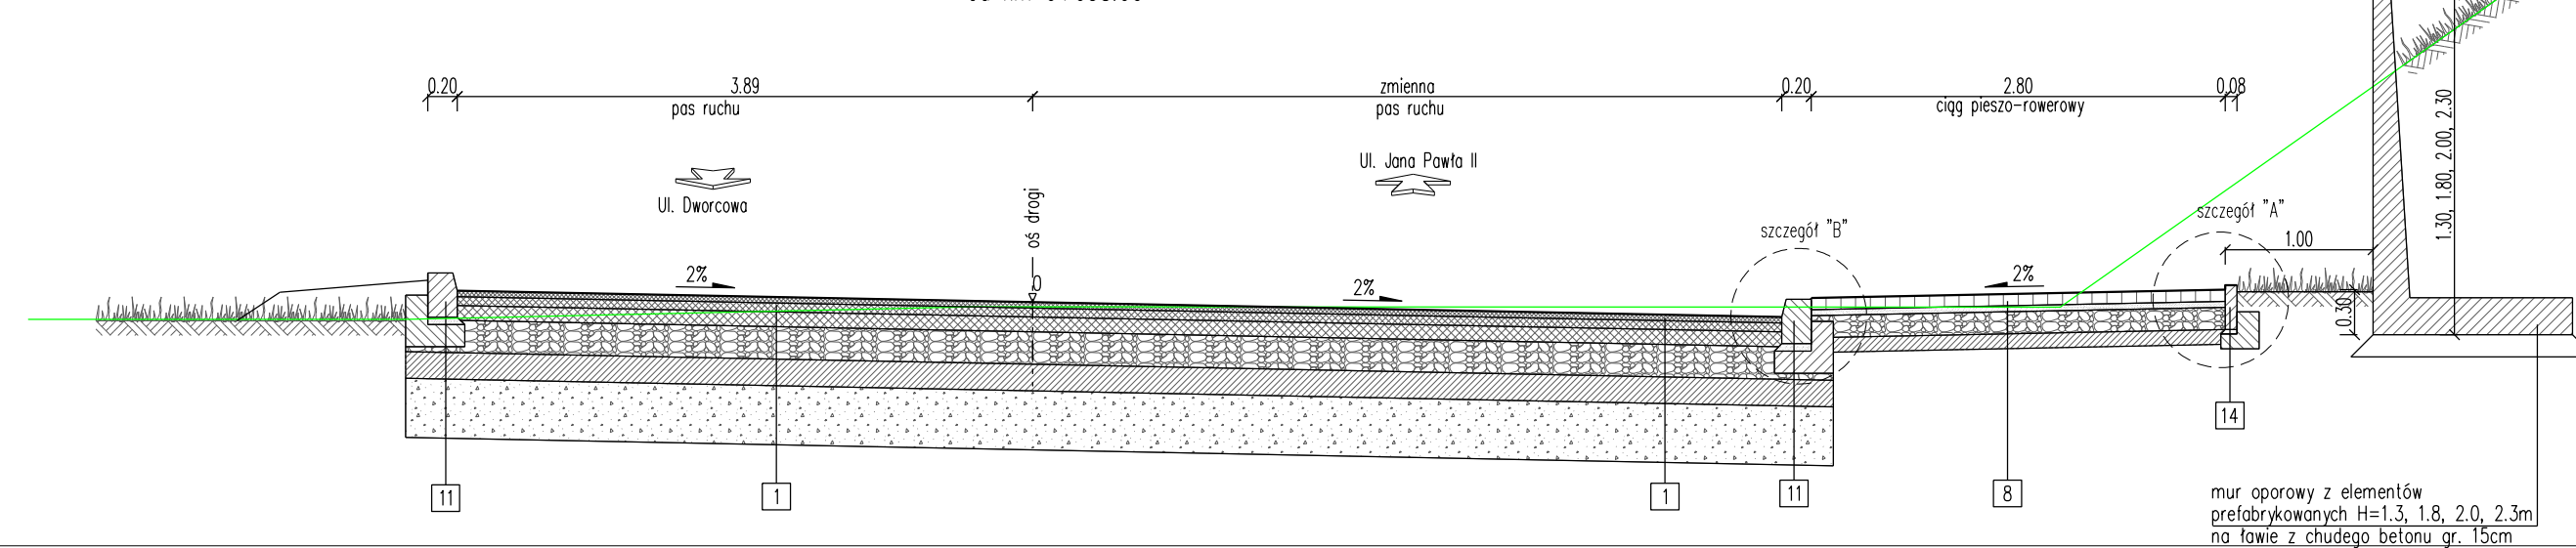 0.20 3.89 zmienna 0.20 2.80 0.08
pas ruchu pas ruchu ciąg pieszo-rowerowy
1.30, 1.80, 2.00, 2.30
Ul. Jana Pawła II
Ul. Dworcowa
oś drogi
szczegół "B"
szczegół "A"
1.00
2% 0 2% 2%
0.30
11 1 1 11 8 14
mur oporowy z elementów
prefabrykowanych H=1.3, 1.8, 2.0, 2.3m
na ławie z chudego betonu gr. 15cm